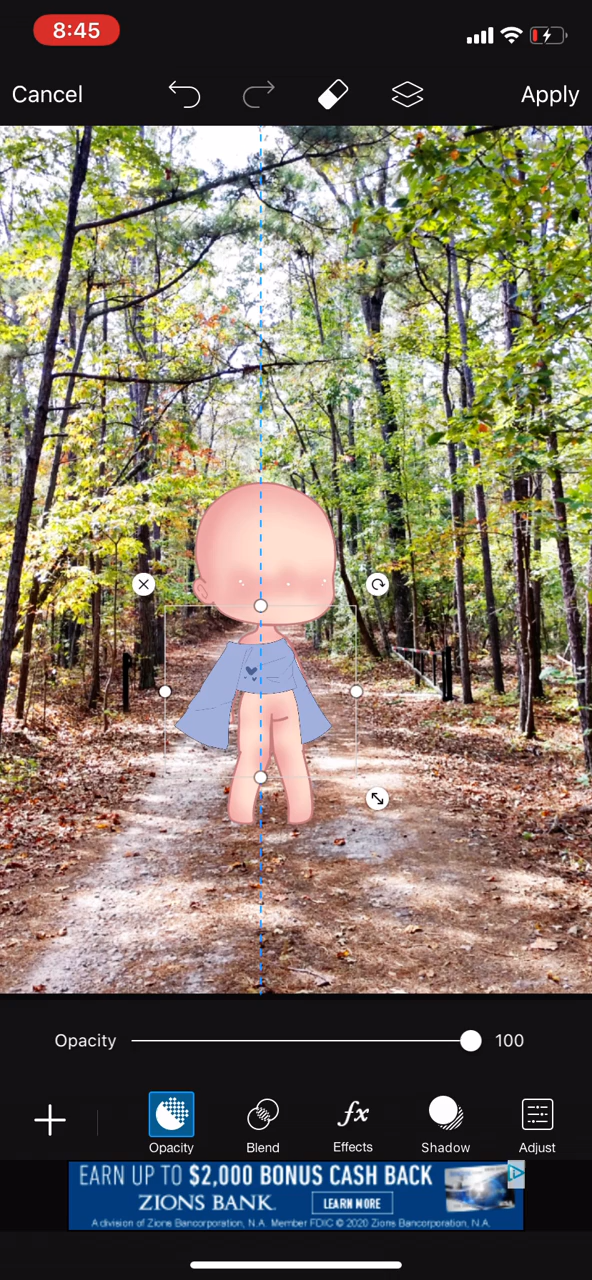 8:45
Cancel
Apply
Opacity
100
Opacity
Blend
fx
Effects
Shadow
Adjust
EARN UP TO $2,000 BONUS CASH BACK
ZIONS BANK.
LEARN MORE
A division of Zions Bancorporation, N.A. Member FDIC © 2020 Zions Bancorporation, N.A.